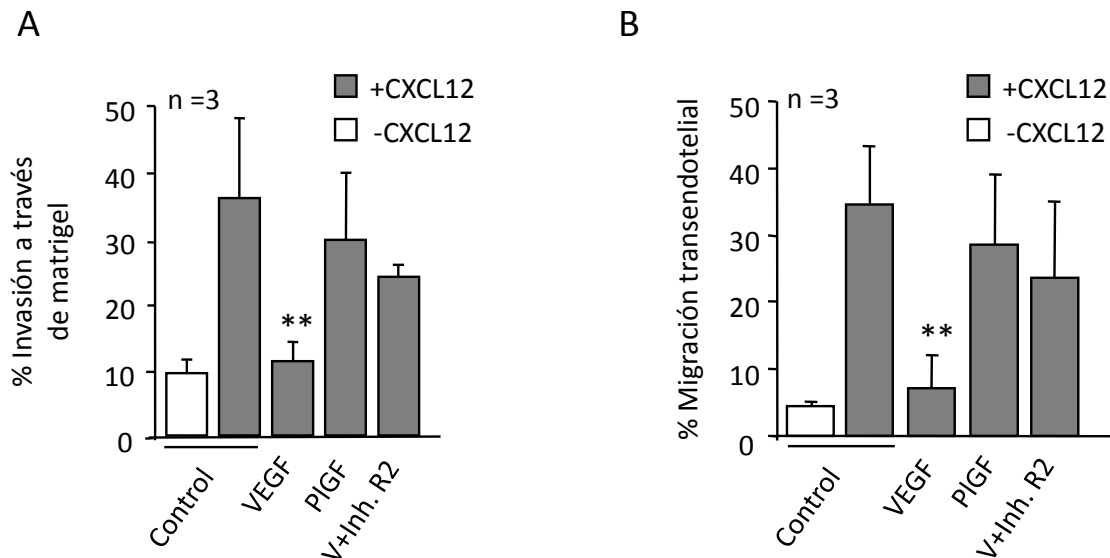 A
n =3
+CXCL12
-CXCL12
% Invasión a través
de matrigel
50
40
30
20
10
0
**
Control
VEGF
PlGF
V+Inh. R2
B
n =3
+CXCL12
-CXCL12
% Migración transendotelial
50
40
30
20
10
0
**
Control
VEGF
PlGF
V+Inh. R2